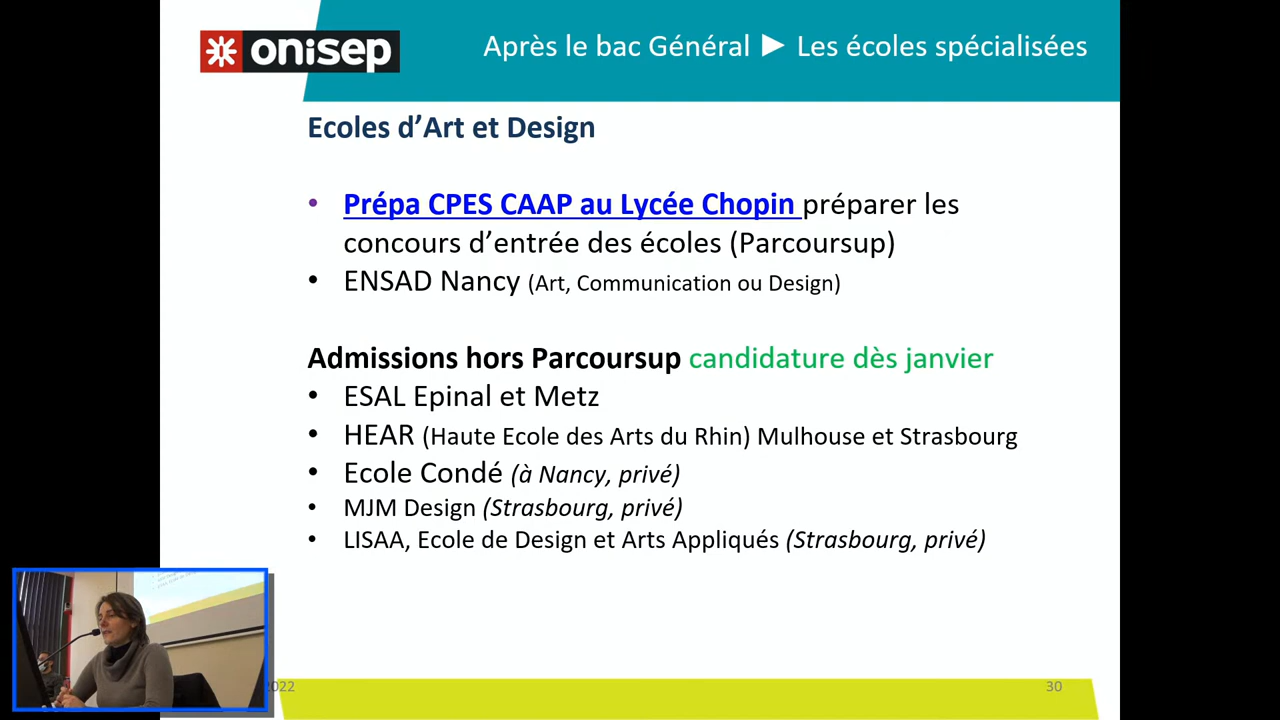 onisep
Après le bac Général ► Les écoles spécialisées
Ecoles d'Art et Design
• Prépa CPES CAAP au Lycée Chopin préparer les
concours d'entrée des écoles (Parcoursup)
• ENSAD Nancy (Art, Communication ou Design)
Admissions hors Parcoursup candidature dès janvier
• ESAL Epinal et Metz
• HEAR (Haute Ecole des Arts du Rhin) Mulhouse et Strasbourg
• Ecole Condé (à Nancy, privé)
• MJM Design (Strasbourg, privé)
• LISAA, Ecole de Design et Arts Appliqués (Strasbourg, privé)
2022
30